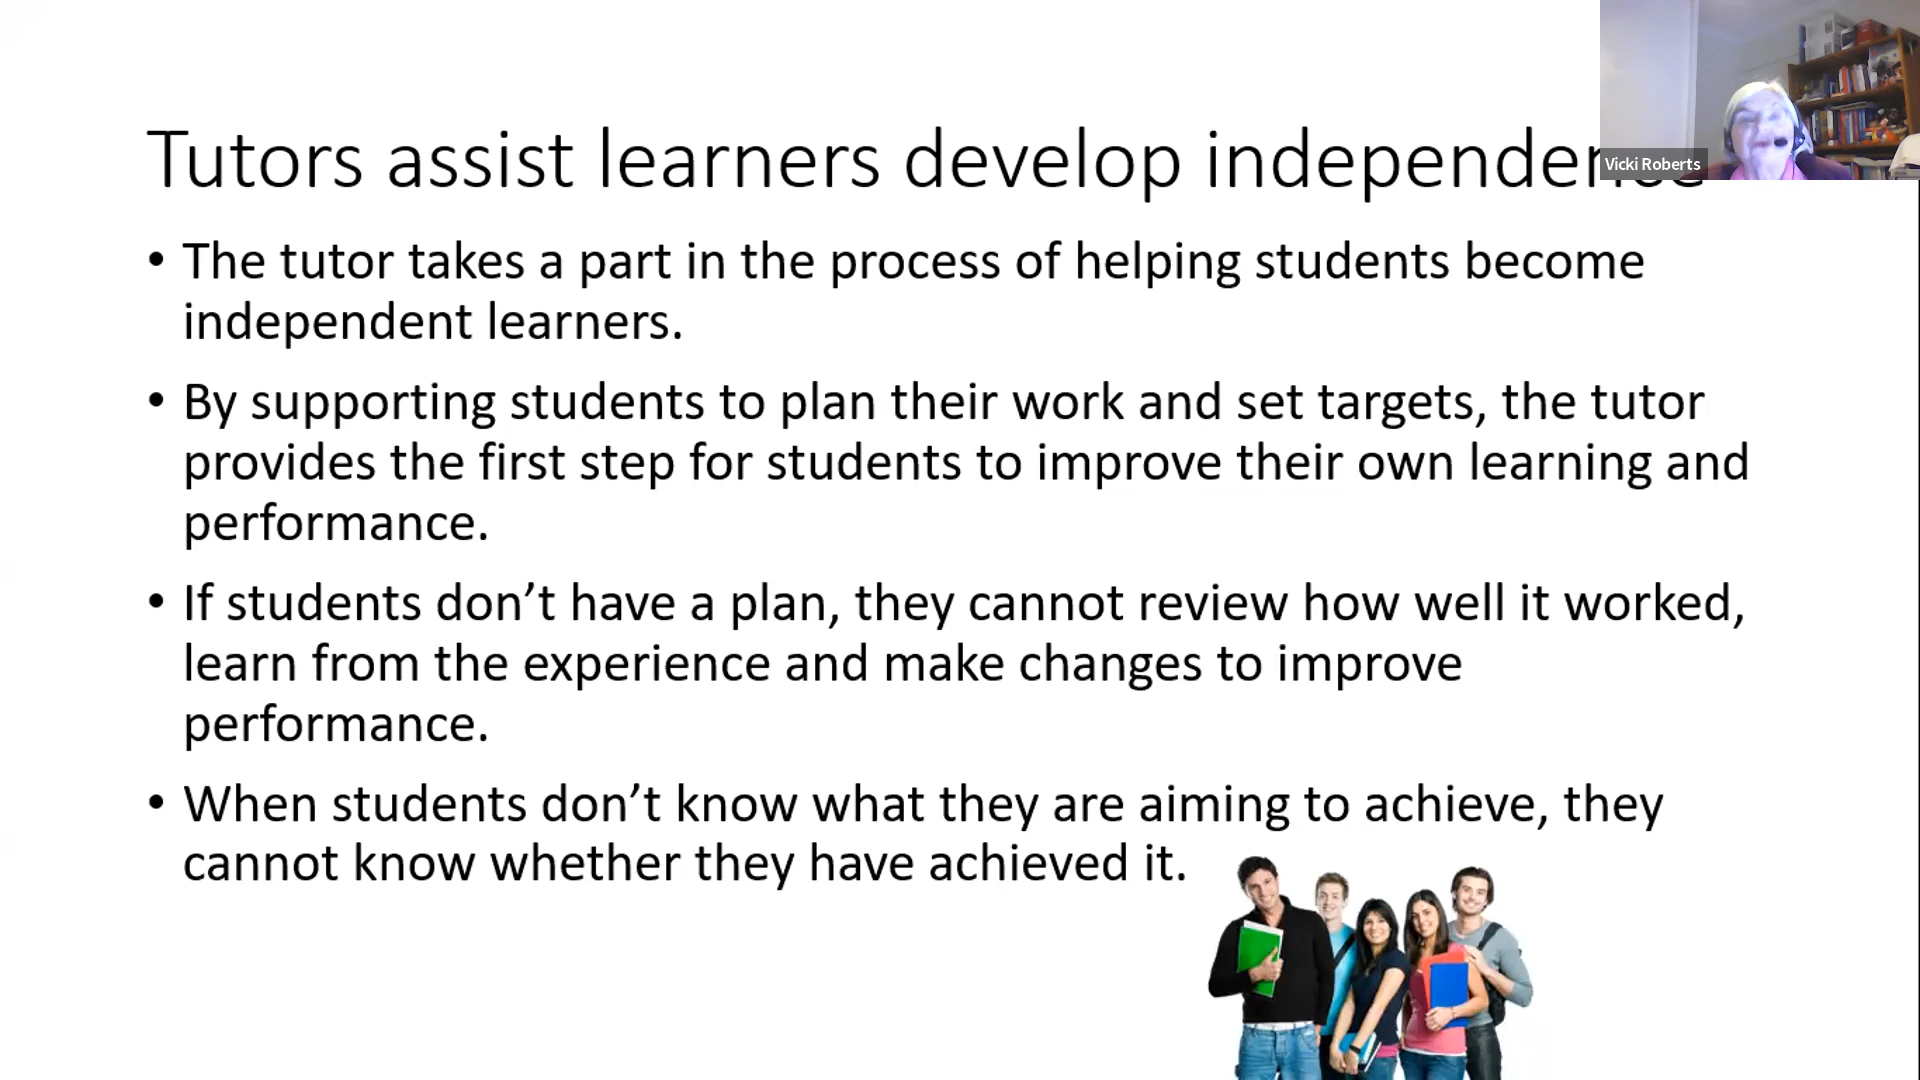 Tutors assist learners develop independence
Vicki Roberts
• The tutor takes a part in the process of helping students become
independent learners.
• By supporting students to plan their work and set targets, the tutor
provides the first step for students to improve their own learning and
performance.
• If students don’t have a plan, they cannot review how well it worked,
learn from the experience and make changes to improve
performance.
• When students don’t know what they are aiming to achieve, they
cannot know whether they have achieved it.